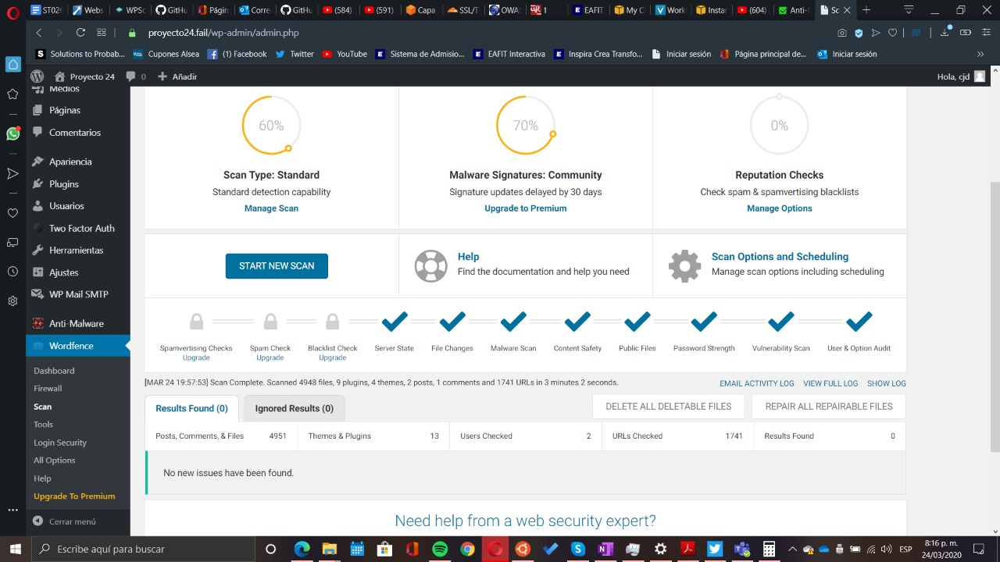 ST026
Webs
WPSc
GitHu
Págin
Corre
GitHu
(584)
(591)
Capa
SSL/T
OWA
1
EAFIT
My C
Work
Instar
(604)
Anti-
Sc
proyecto24.fail/wp-admin/admin.php
Solutions to Probab...
Cupones Alsea
(1) Facebook
Twitter
YouTube
Sistema de Admisio...
EAFIT Interactiva
Inspira Crea Transfo...
Iniciar sesión
Página principal de...
Iniciar sesión
Proyecto 24
0
Añadir
Hola, cjd
Medios
Páginas
Comentarios
Apariencia
Plugins
Usuarios
Two Factor Auth
Herramientas
Ajustes
WP Mail SMTP
Anti-Malware
Wordfence
Dashboard
Firewall
Scan
Tools
Login Security
All Options
Help
Upgrade To Premium
Cerrar menú
60%
Scan Type: Standard
Standard detection capability
Manage Scan
70%
Malware Signatures: Community
Signature updates delayed by 30 days
Upgrade to Premium
0%
Reputation Checks
Check spam & spamvertising blacklists
Manage Options
START NEW SCAN
Help
Find the documentation and help you need
Scan Options and Scheduling
Manage scan options including scheduling
Spamvertising Checks
Upgrade
Spam Check
Upgrade
Blacklist Check
Upgrade
Server State
File Changes
Malware Scan
Content Safety
Public Files
Password Strength
Vulnerability Scan
User & Option Audit
[MAR 24 19:57:53] Scan Complete. Scanned 4948 files, 9 plugins, 4 themes, 2 posts, 1 comments and 1741 URLs in 3 minutes 2 seconds.
EMAIL ACTIVITY LOG
VIEW FULL LOG
SHOW LOG
Results Found (0)
Ignored Results (0)
DELETE ALL DELETABLE FILES
REPAIR ALL REPAIRABLE FILES
Posts, Comments, & Files 4951
Themes & Plugins 13
Users Checked 2
URLs Checked 1741
Results Found 0
No new issues have been found.
Need help from a web security expert?
Escribe aquí para buscar
ESP
8:16 p. m.
24/03/2020